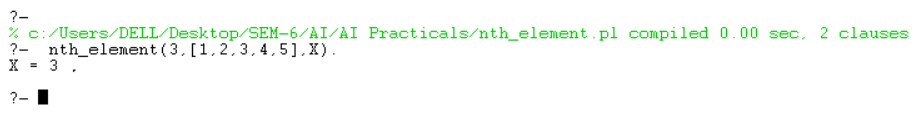 ?-
% c:/Users/DELL/Desktop/SEM-6/AI/AI Practicals/nth_element.pl compiled 0.00 sec, 2 clauses
?-  nth_element(3,[1,2,3,4,5],X).
X = 3 ,
?-